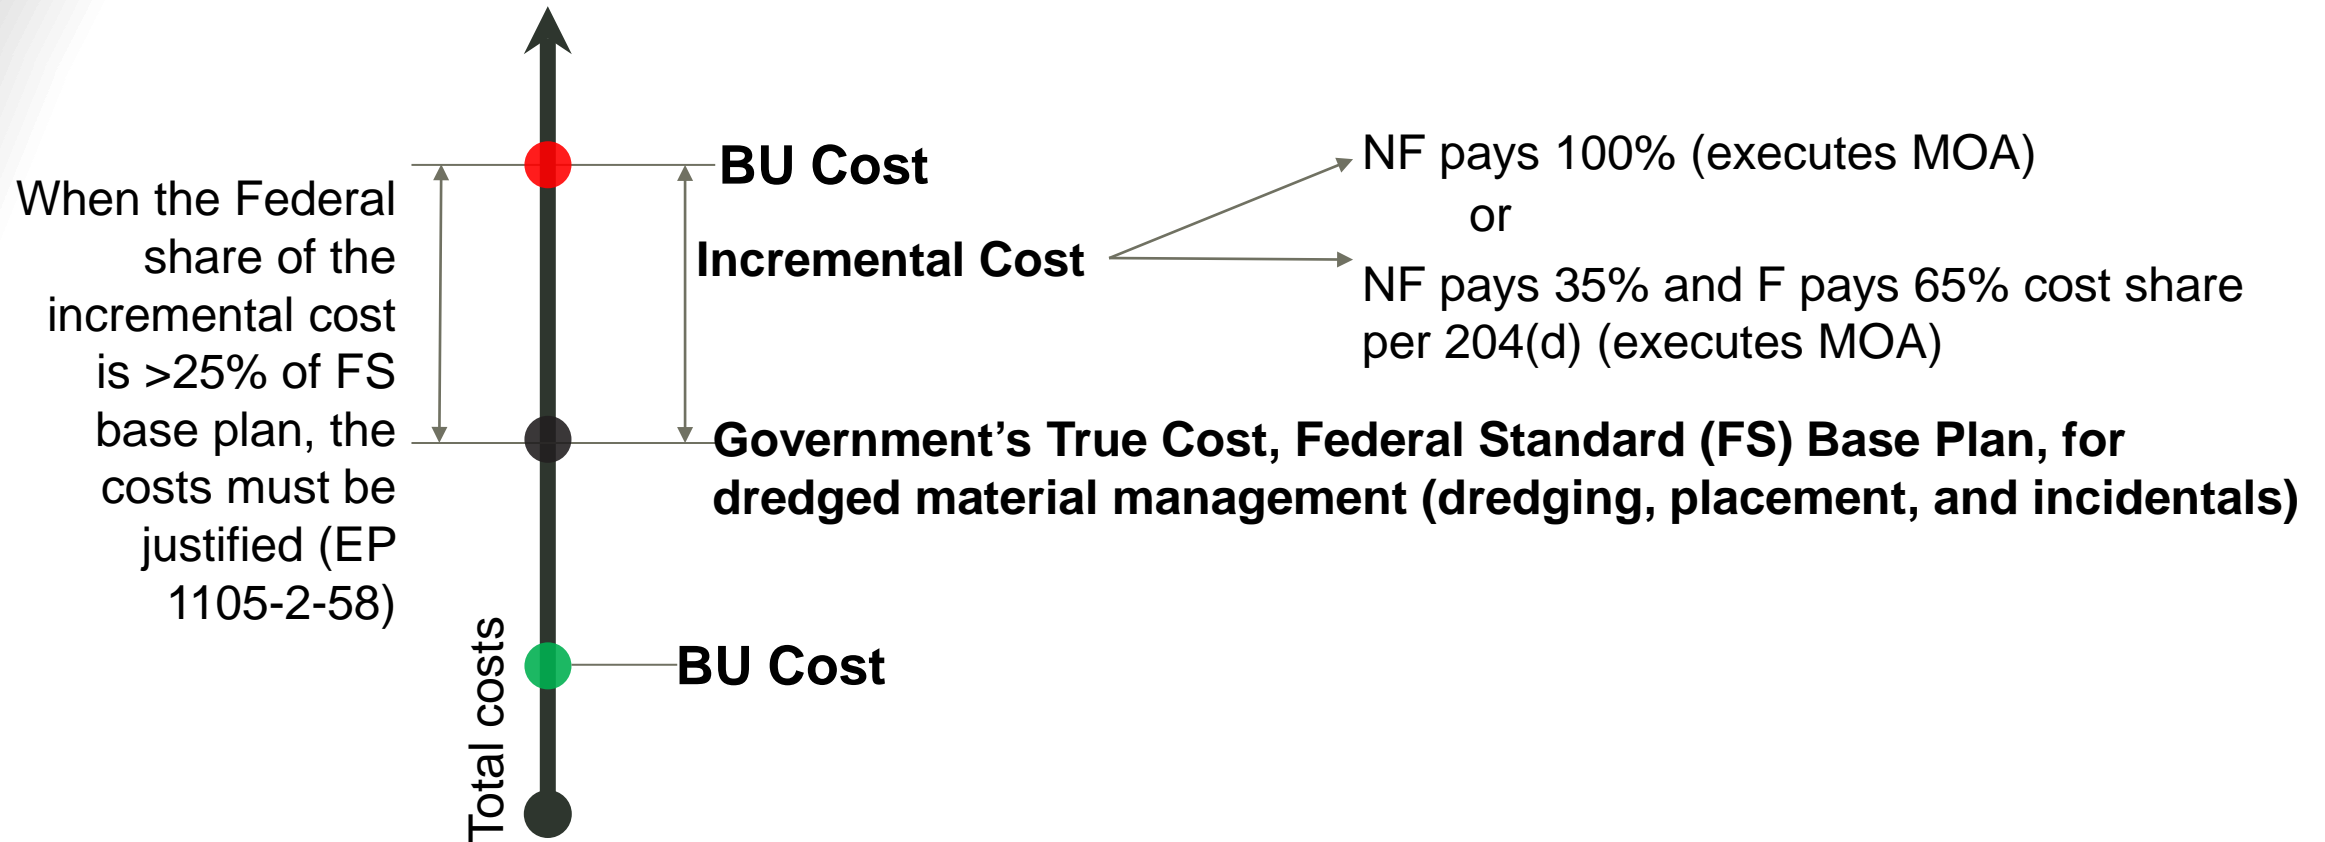 When the Federal
share of the
incremental cost
is >25% of FS
base plan, the
costs must be
justified (EP
1105-2-58)
Total costs
BU Cost
Incremental Cost
NF pays 100% (executes MOA)
or
NF pays 35% and F pays 65% cost share
per 204(d) (executes MOA)
Government’s True Cost, Federal Standard (FS) Base Plan, for
dredged material management (dredging, placement, and incidentals)
BU Cost